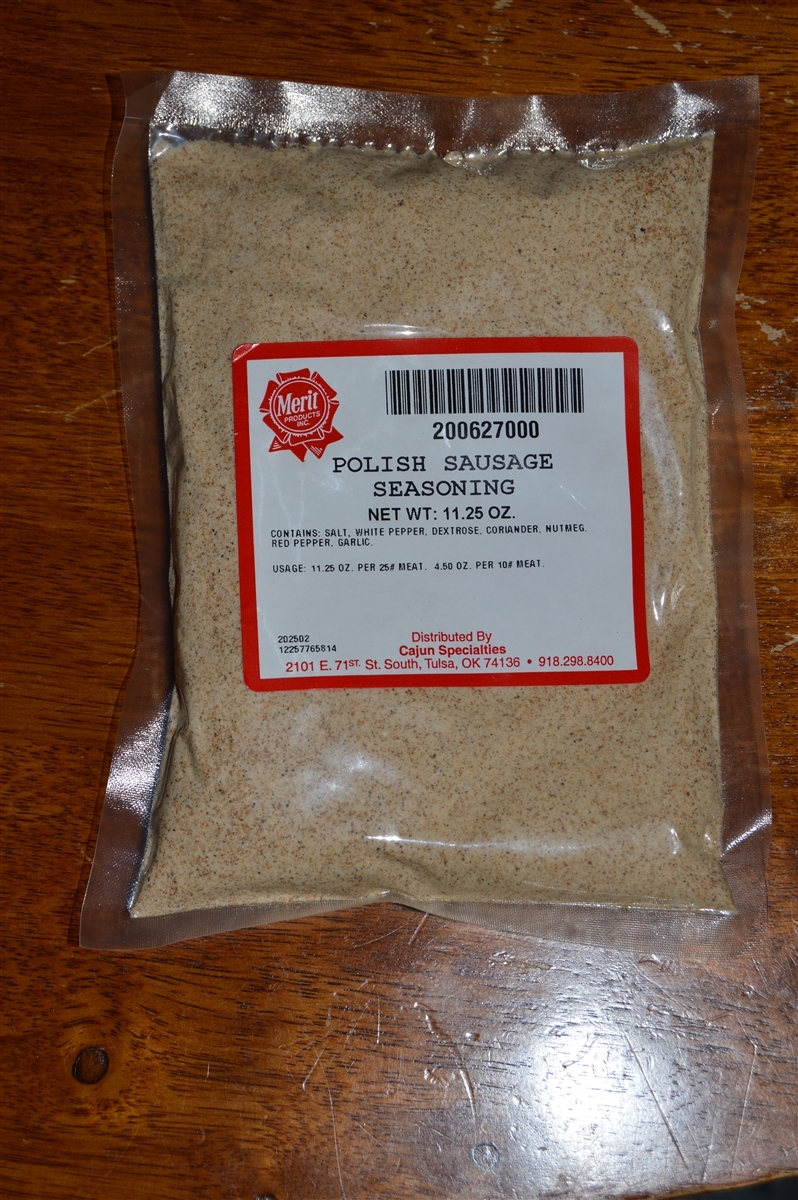 Merit
PRODUCTS
INC.
200627000
POLISH SAUSAGE
SEASONING
NET WT: 11.25 OZ.
CONTAINS: SALT, WHITE PEPPER, DEXTROSE, CORIANDER, NUTMEG,
RED PEPPER, GARLIC.
USAGE: 11.25 OZ. PER 25# MEAT. 4.50 OZ. PER 10# MEAT.
202502
12257765814
Distributed By
Cajun Specialties
2101 E. 71ST. St. South, Tulsa, OK 74136 • 918.298.8400